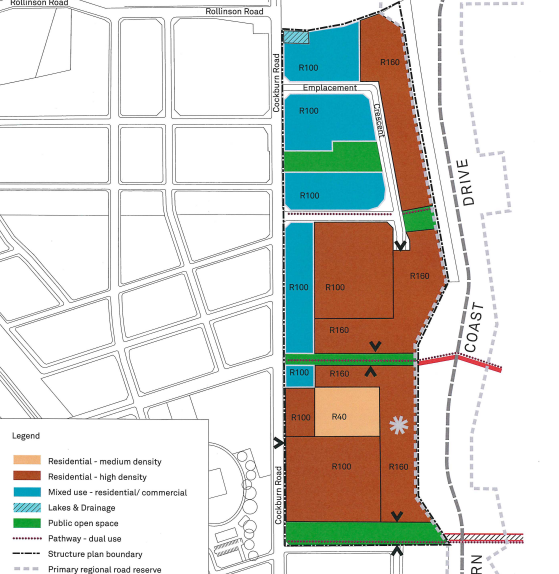 Rollinson Road
Rollinson Road
Cockburn Road
R100
R160
Emplacement
Crescent
R100
R100
DRIVE
R160
R100
R100
R160
COAST
R100
R160
R100
R40
R100
R160
Cockburn Road
RN
Legend
Residential - medium density
Residential - high density
Mixed use - residential/ commercial
Lakes & Drainage
Public open space
Pathway - dual use
Structure plan boundary
Primary regional road reserve